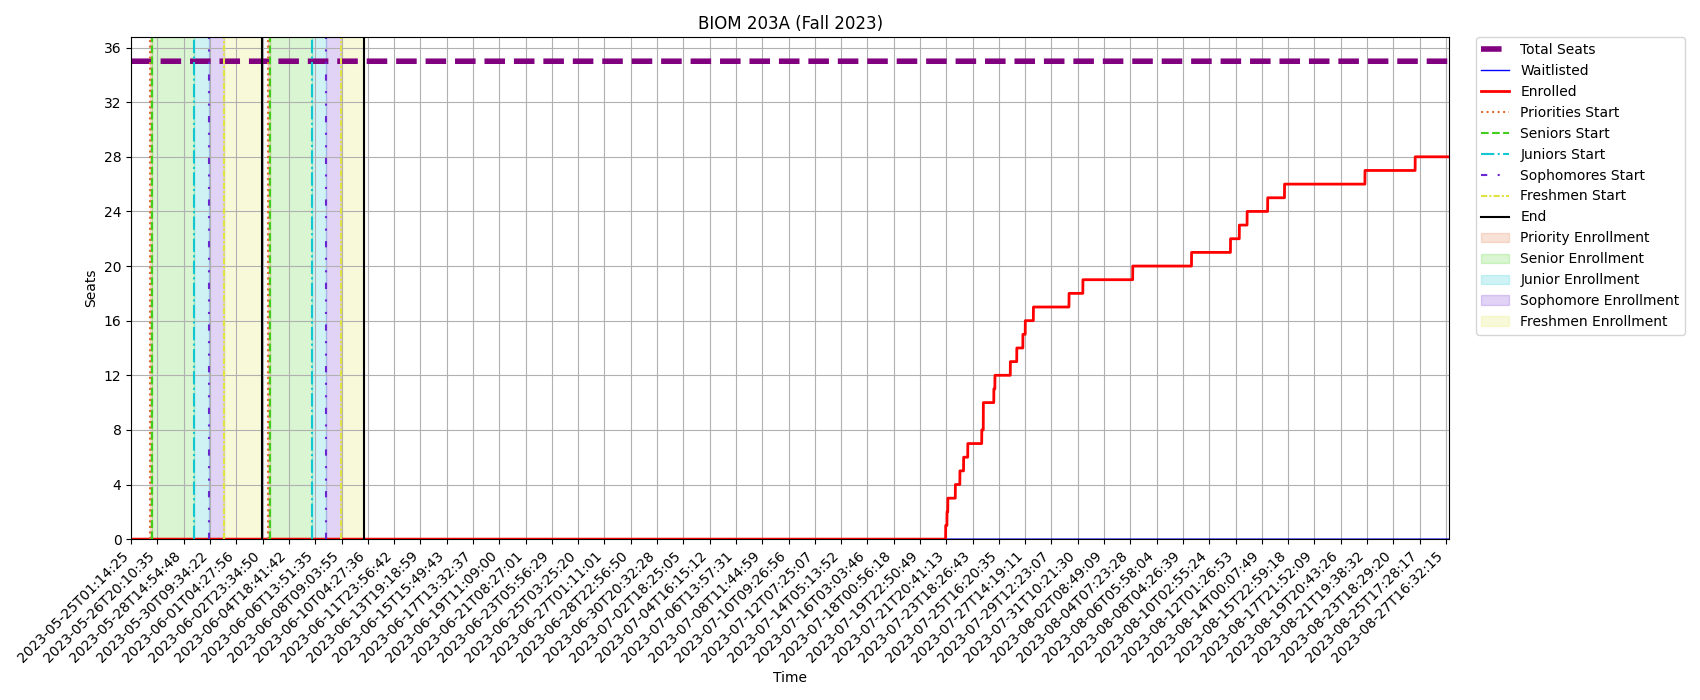 BIOM 203A (Fall 2023)
Seats
36
32
28
24
20
16
12
8
4
0
2023-05-25T01:14:25
2023-05-26T20:10:35
2023-05-28T14:54:48
2023-05-30T09:34:22
2023-06-01T04:27:56
2023-06-02T23:34:50
2023-06-04T18:41:42
2023-06-06T13:51:35
2023-06-08T09:03:55
2023-06-10T04:27:36
2023-06-11T23:56:42
2023-06-13T19:18:59
2023-06-15T15:49:43
2023-06-17T13:32:37
2023-06-19T11:09:00
2023-06-21T08:27:01
2023-06-23T05:56:29
2023-06-25T03:25:20
2023-06-27T01:11:01
2023-06-28T22:56:50
2023-06-30T20:32:28
2023-07-02T18:25:05
2023-07-04T16:15:12
2023-07-06T13:57:31
2023-07-08T11:44:59
2023-07-10T09:26:56
2023-07-12T07:25:07
2023-07-14T05:13:52
2023-07-16T03:03:46
2023-07-18T00:56:18
2023-07-19T22:50:49
2023-07-21T20:41:13
2023-07-23T18:26:43
2023-07-25T16:20:35
2023-07-27T14:19:11
2023-07-29T12:23:07
2023-07-31T10:21:30
2023-08-02T08:49:09
2023-08-04T07:23:28
2023-08-06T05:58:04
2023-08-08T04:26:39
2023-08-10T02:55:24
2023-08-12T01:26:53
2023-08-14T00:07:49
2023-08-15T22:59:18
2023-08-17T21:52:09
2023-08-19T20:43:26
2023-08-21T19:38:32
2023-08-23T18:29:20
2023-08-25T17:28:17
2023-08-27T16:32:15
Time
Total Seats
Waitlisted
Enrolled
Priorities Start
Seniors Start
Juniors Start
Sophomores Start
Freshmen Start
End
Priority Enrollment
Senior Enrollment
Junior Enrollment
Sophomore Enrollment
Freshmen Enrollment